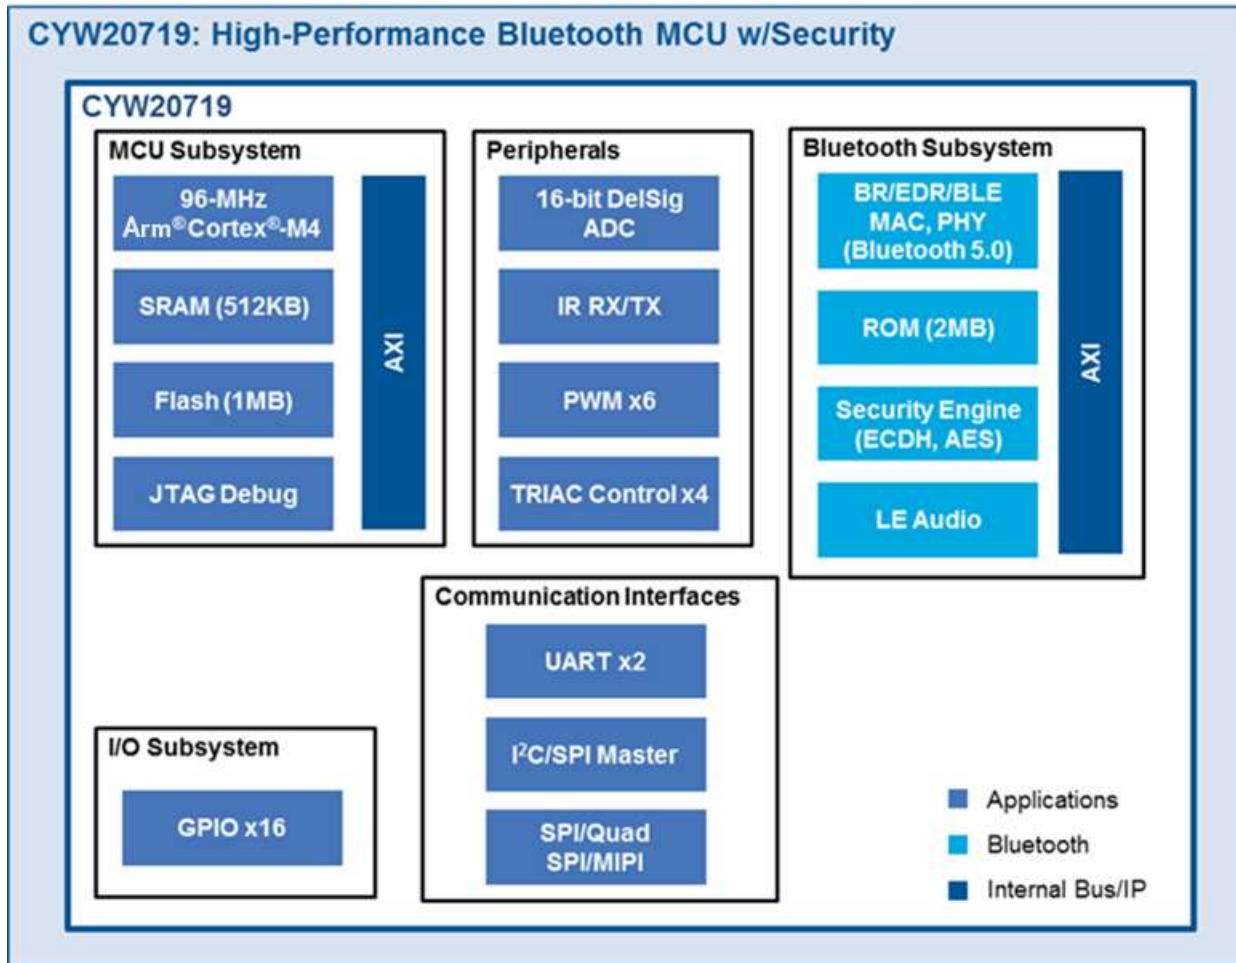 CYW20719: High-Performance Bluetooth MCU w/Security
CYW20719
MCU Subsystem
96-MHz
Arm®Cortex®-M4
SRAM (512KB)
Flash (1MB)
JTAG Debug
AXI
Peripherals
16-bit DelSig
ADC
IR RX/TX
PWM x6
TRIAC Control x4
Bluetooth Subsystem
BR/EDR/BLE
MAC, PHY
(Bluetooth 5.0)
ROM (2MB)
Security Engine
(ECDH, AES)
LE Audio
AXI
Communication Interfaces
UART x2
I²C/SPI Master
SPI/Quad
SPI/MIPI
I/O Subsystem
GPIO x16
Applications
Bluetooth
Internal Bus/IP